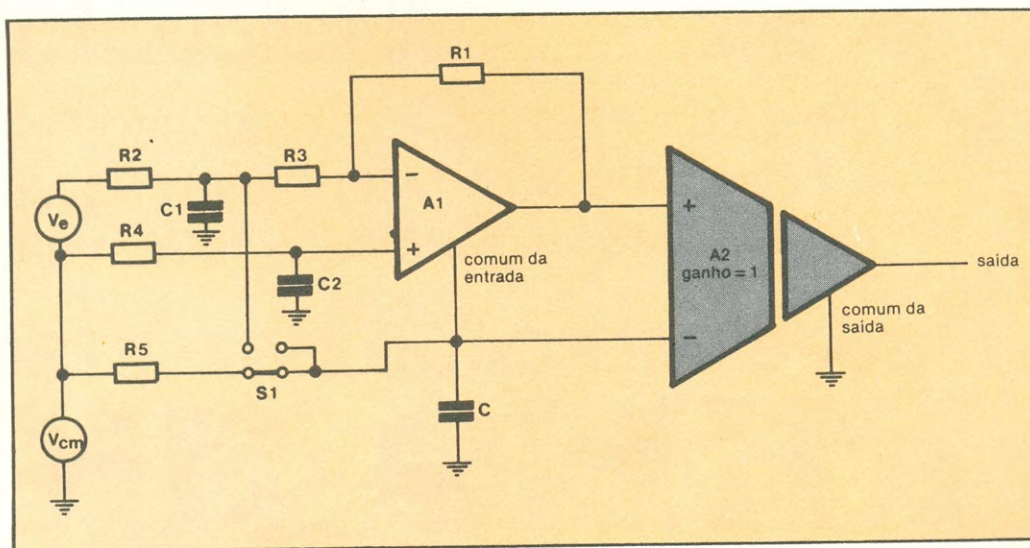 R1
R2
R3
C1
A1
Ve
R4
C2
comum da
entrada
A2
ganho = 1
saída
comum da
saída
R5
S1
C
Vcm
−
+
+
−